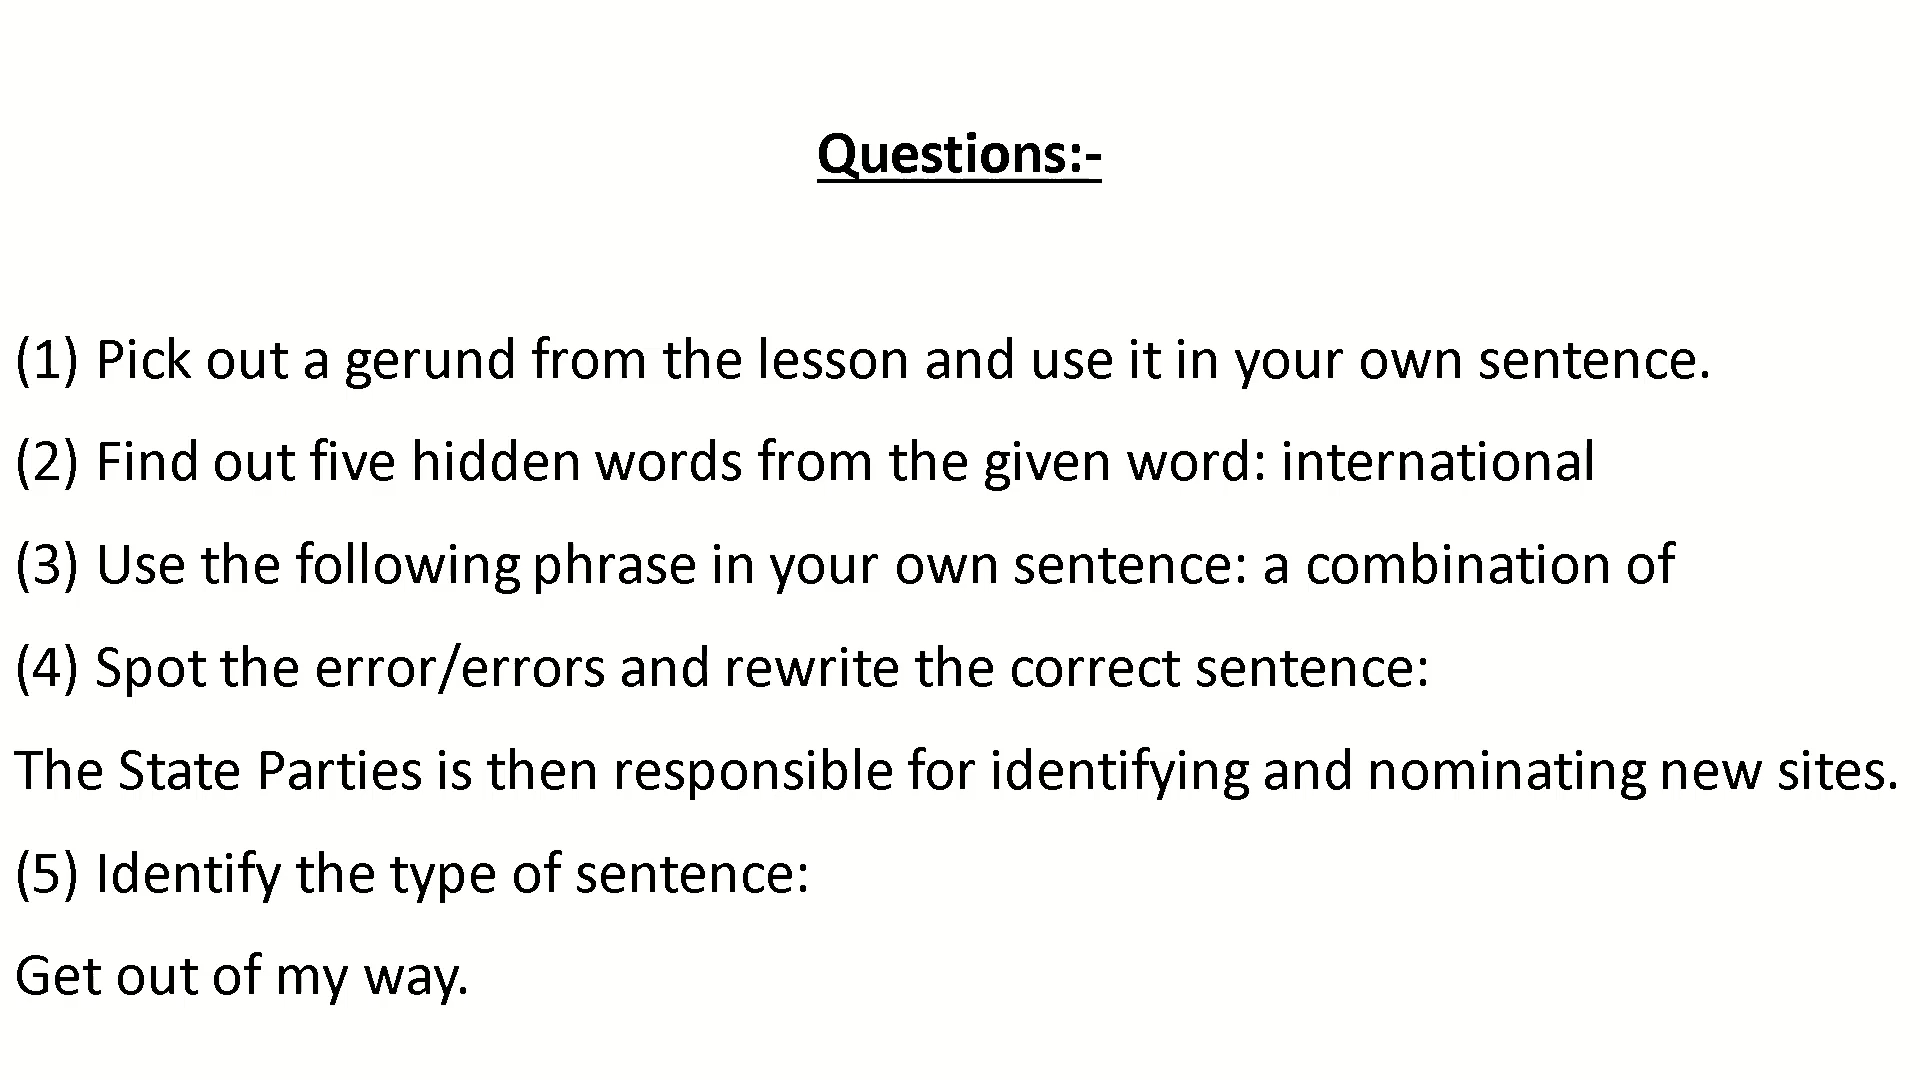 Questions:-
(1) Pick out a gerund from the lesson and use it in your own sentence.
(2) Find out five hidden words from the given word: international
(3) Use the following phrase in your own sentence: a combination of
(4) Spot the error/errors and rewrite the correct sentence:
The State Parties is then responsible for identifying and nominating new sites.
(5) Identify the type of sentence:
Get out of my way.